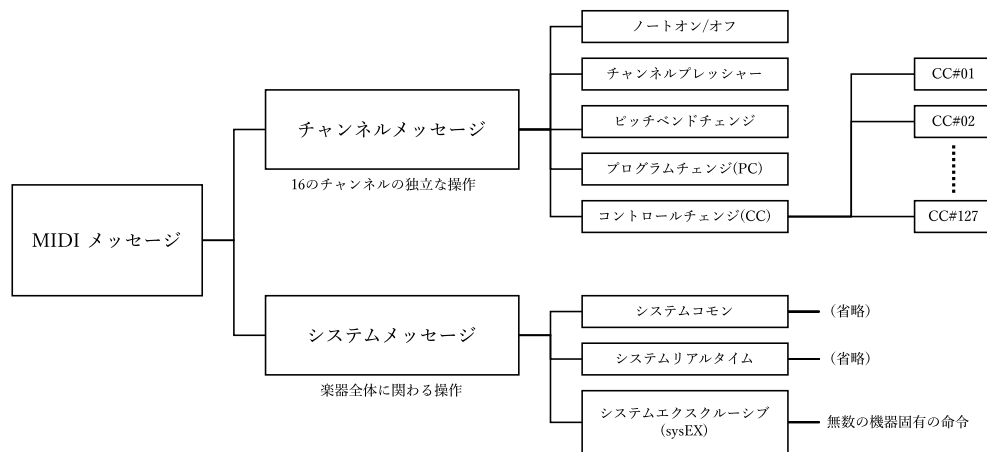 MIDI メッセージ
チャンネルメッセージ
16のチャンネルの独立な操作
ノートオン/オフ
チャンネルプレッシャー
ピッチベンドチェンジ
プログラムチェンジ(PC)
コントロールチェンジ(CC)
CC#01
CC#02
CC#127
システムメッセージ
楽器全体に関わる操作
システムコモン
（省略）
システムリアルタイム
（省略）
システムエクスクルーシブ
(sysEX)
無数の機器固有の命令